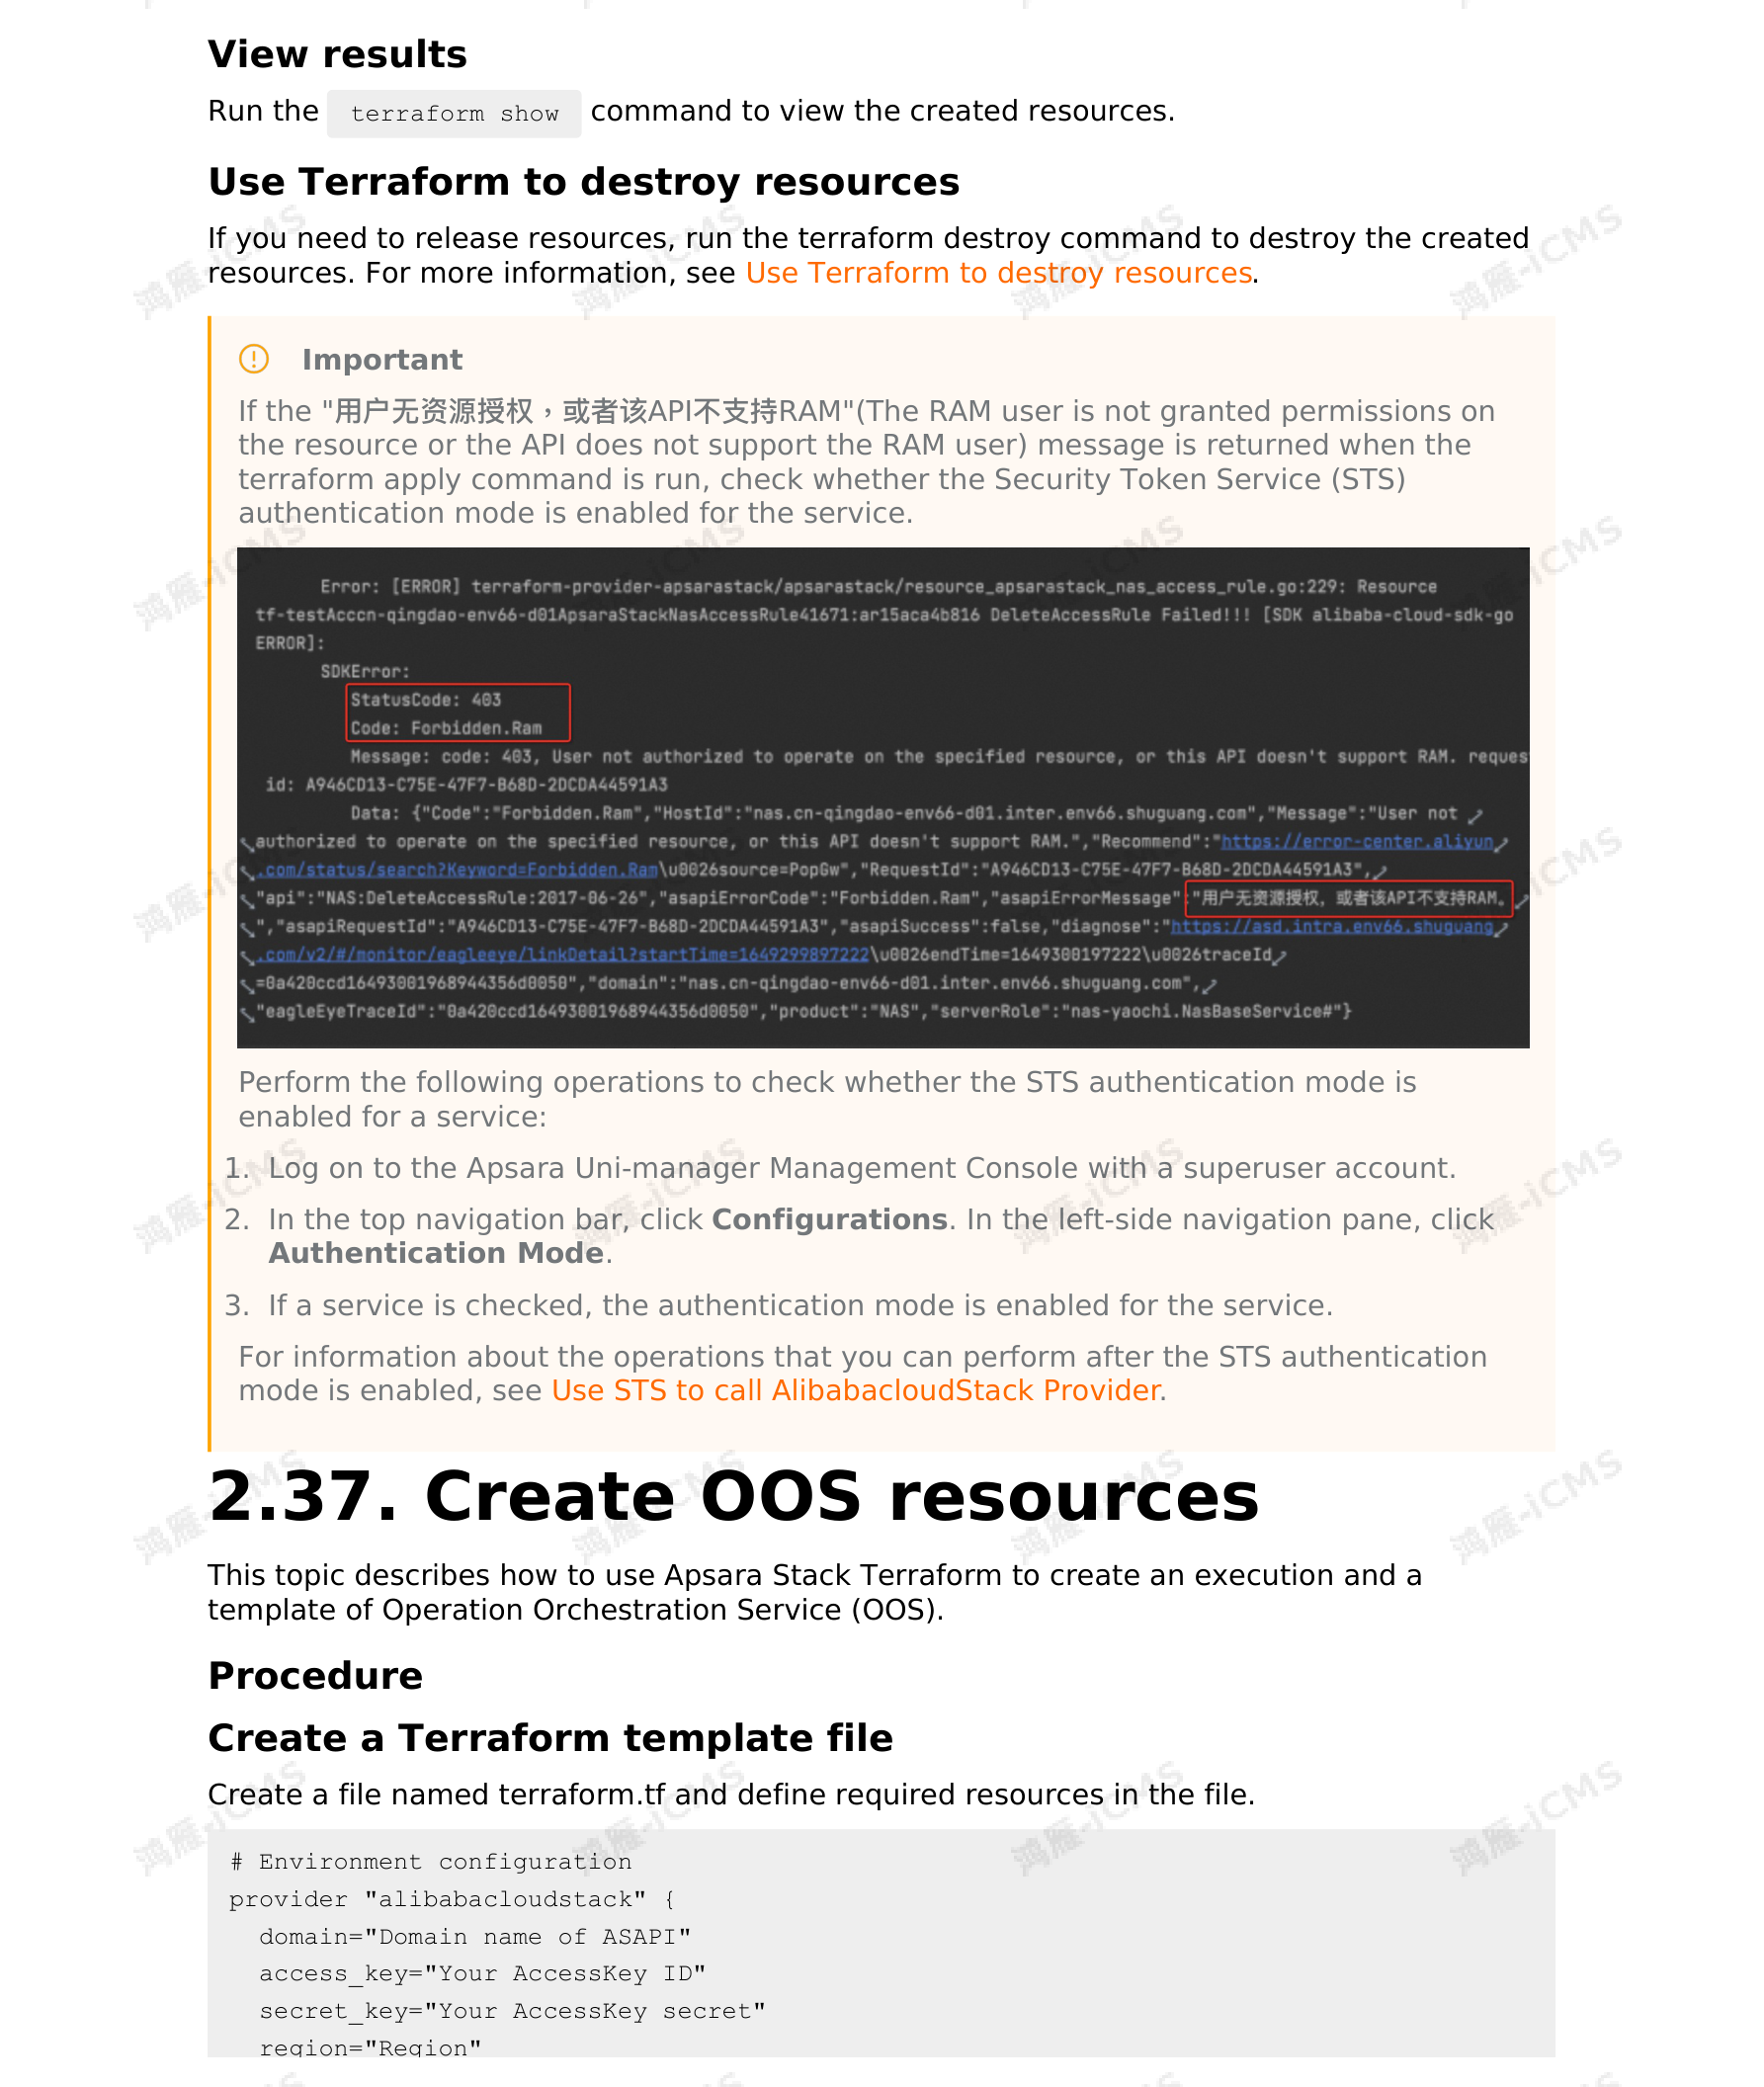 View results
Run the terraform show command to view the created resources.
Use Terraform to destroy resources
If you need to release resources, run the terraform destroy command to destroy the created
resources. For more information, see Use Terraform to destroy resources.
Important
If the "用户无资源授权，或者该API不支持RAM"(The RAM user is not granted permissions on
the resource or the API does not support the RAM user) message is returned when the
terraform apply command is run, check whether the Security Token Service (STS)
authentication mode is enabled for the service.
Error: [ERROR] terraform-provider-apsarastack/apsarastack/resource_apsarastack_nas_access_rule.go:229: Resource
tf-testAcccn-qingdao-env66-d01ApsaraStackNasAccessRule41671:ar15aca4b816 DeleteAccessRule Failed!!! [SDK alibaba-cloud-sdk-go
ERROR]:
SDKError:
StatusCode: 403
Code: Forbidden.Ram
Message: code: 403, User not authorized to operate on the specified resource, or this API doesn't support RAM. reques
id: A946CD13-C75E-47F7-B68D-2DCDA44591A3
Data: {"Code":"Forbidden.Ram","HostId":"nas.cn-qingdao-env66-d01.inter.env66.shuguang.com","Message":"User not
authorized to operate on the specified resource, or this API doesn't support RAM.","Recommend":"https://error-center.aliyun
.com/status/search?Keyword=Forbidden.Ram\u0026source=PopGw","RequestId":"A946CD13-C75E-47F7-B68D-2DCDA44591A3",
"api":"NAS:DeleteAccessRule:2017-06-26","asapiErrorCode":"Forbidden.Ram","asapiErrorMessage":"用户无资源授权，或者该API不支持RAM。
","asapiRequestId":"A946CD13-C75E-47F7-B68D-2DCDA44591A3","asapiSuccess":false,"diagnose":"https://asd.intra.env66.shuguang
.com/v2/#/monitor/eagleeye/linkDetail?startTime=1649299897222\u0026endTime=1649300197222\u0026traceId
=0a420ccd16493001968944356d0050","domain":"nas.cn-qingdao-env66-d01.inter.env66.shuguang.com",
"eagleEyeTraceId":"0a420ccd16493001968944356d0050","product":"NAS","serverRole":"nas-yaochi.NasBaseService#"}
Perform the following operations to check whether the STS authentication mode is
enabled for a service:
1. Log on to the Apsara Uni-manager Management Console with a superuser account.
2. In the top navigation bar, click Configurations. In the left-side navigation pane, click
Authentication Mode.
3. If a service is checked, the authentication mode is enabled for the service.
For information about the operations that you can perform after the STS authentication
mode is enabled, see Use STS to call AlibabacloudStack Provider.
2.37. Create OOS resources
This topic describes how to use Apsara Stack Terraform to create an execution and a
template of Operation Orchestration Service (OOS).
Procedure
Create a Terraform template file
Create a file named terraform.tf and define required resources in the file.
# Environment configuration
provider "alibabacloudstack" {
domain="Domain name of ASAPI"
access_key="Your AccessKey ID"
secret_key="Your AccessKey secret"
region="Region"
鸿雁-iCMS